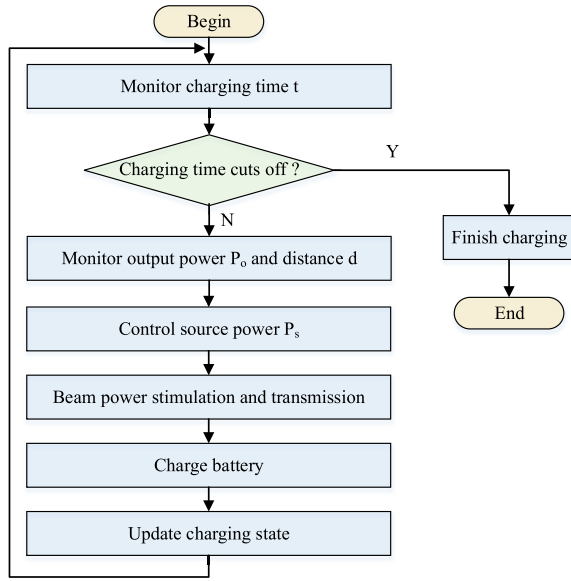 Begin
Monitor charging time t
Charging time cuts off ?
Y
N
Finish charging
Monitor output power Pₒ and distance d
End
Control source power Pₛ
Beam power stimulation and transmission
Charge battery
Update charging state